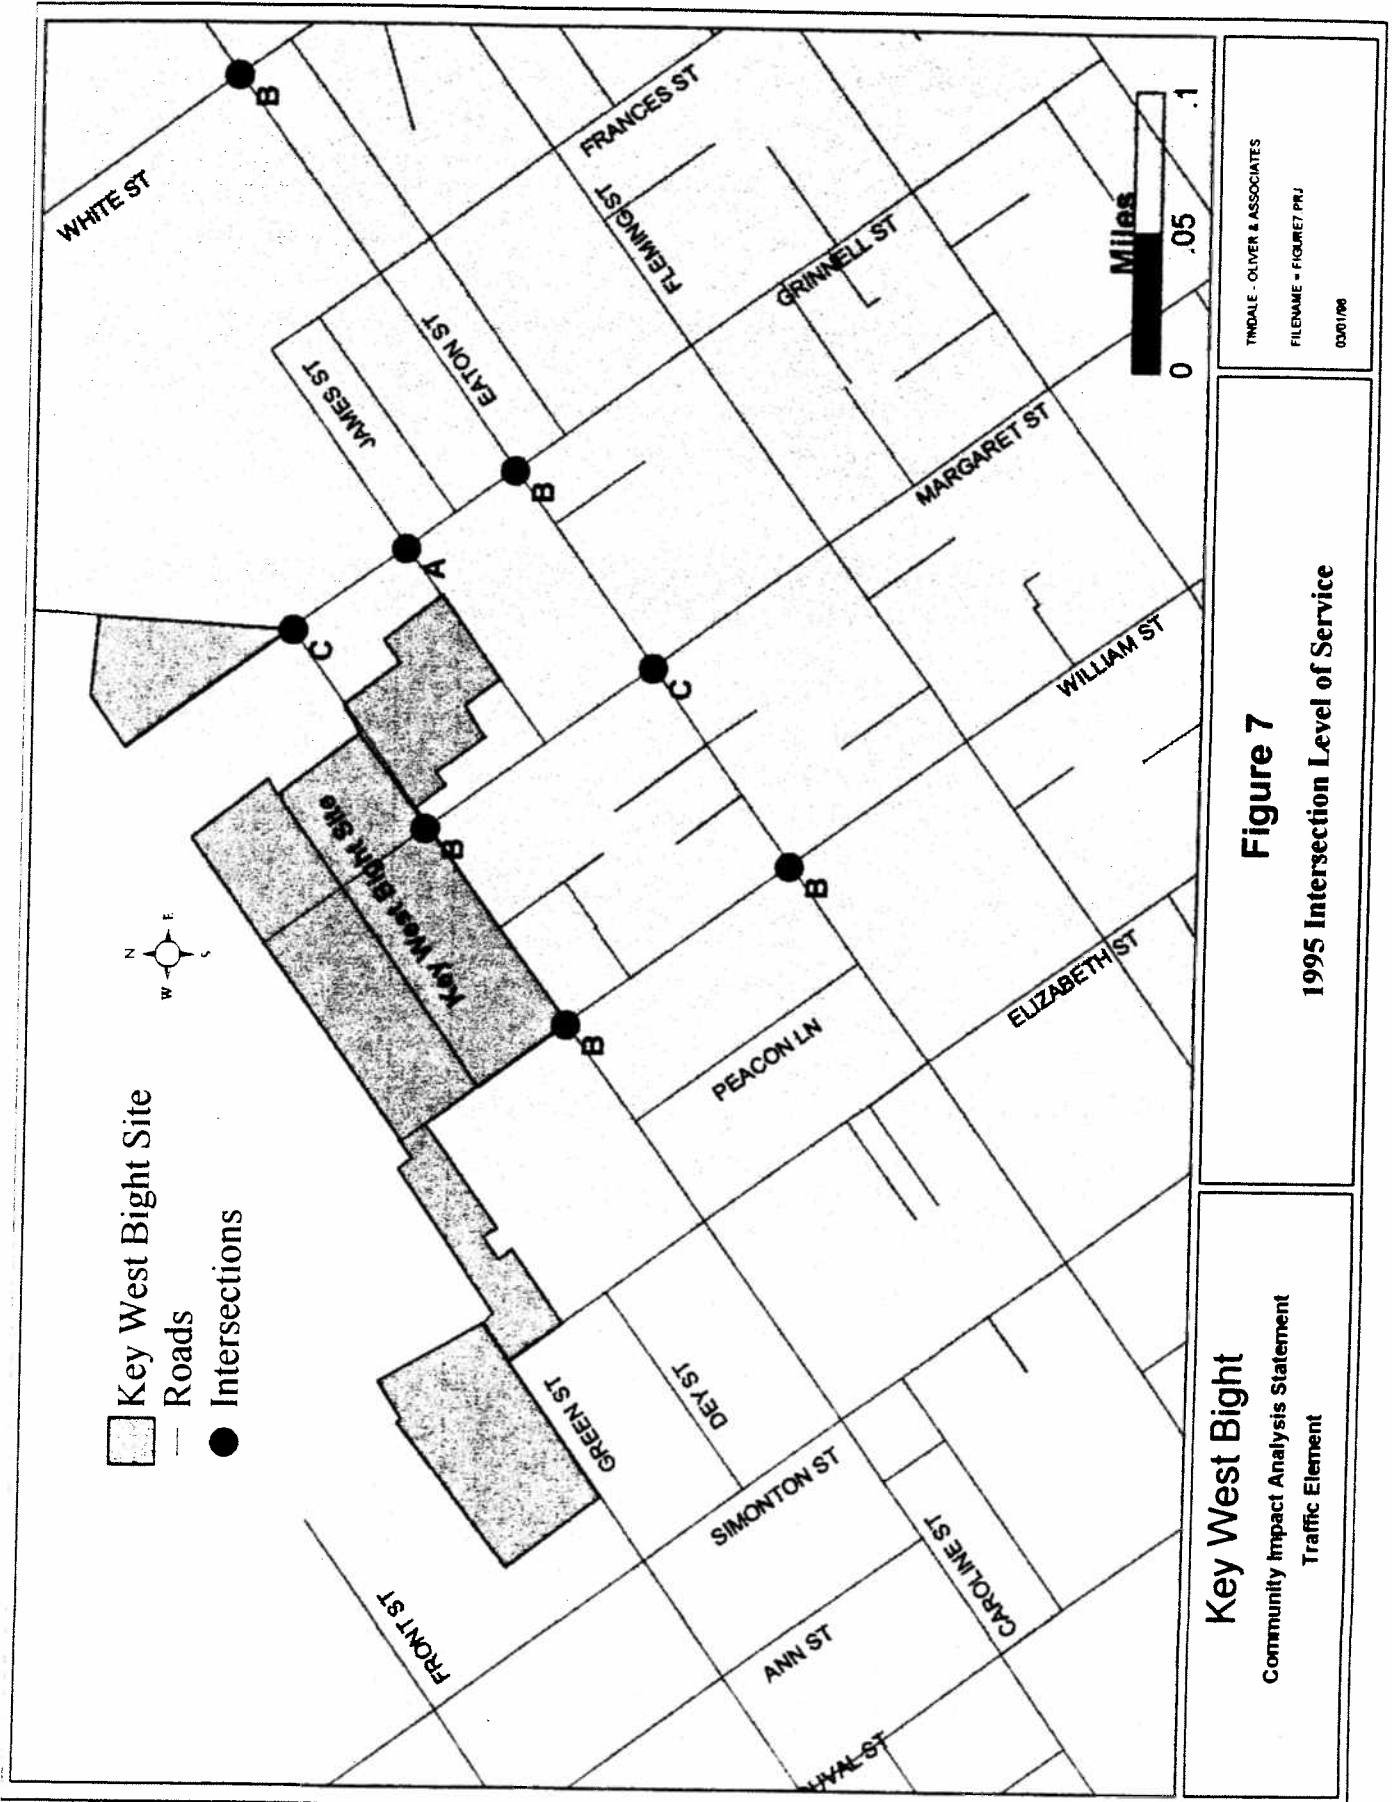 Key West Bight Site
Roads
Intersections
N
W
E
S
WHITE ST
B
FRANCES ST
FLEMING ST
GRINNELL ST
JAMES ST
EATON ST
B
A
C
MARGARET ST
C
Key West Bight Site
B
WILLIAM ST
B
B
PEACON LN
ELIZABETH ST
GREEN ST
DEY ST
SIMONTON ST
FRONT ST
CAROLINE ST
ANN ST
UVAL ST
Miles
0
.05
.1
Key West Bight
Community Impact Analysis Statement
Traffic Element
Figure 7
1995 Intersection Level of Service
TINDALE - OLIVER & ASSOCIATES
FILENAME = FIGURE7.PRJ
03/01/96